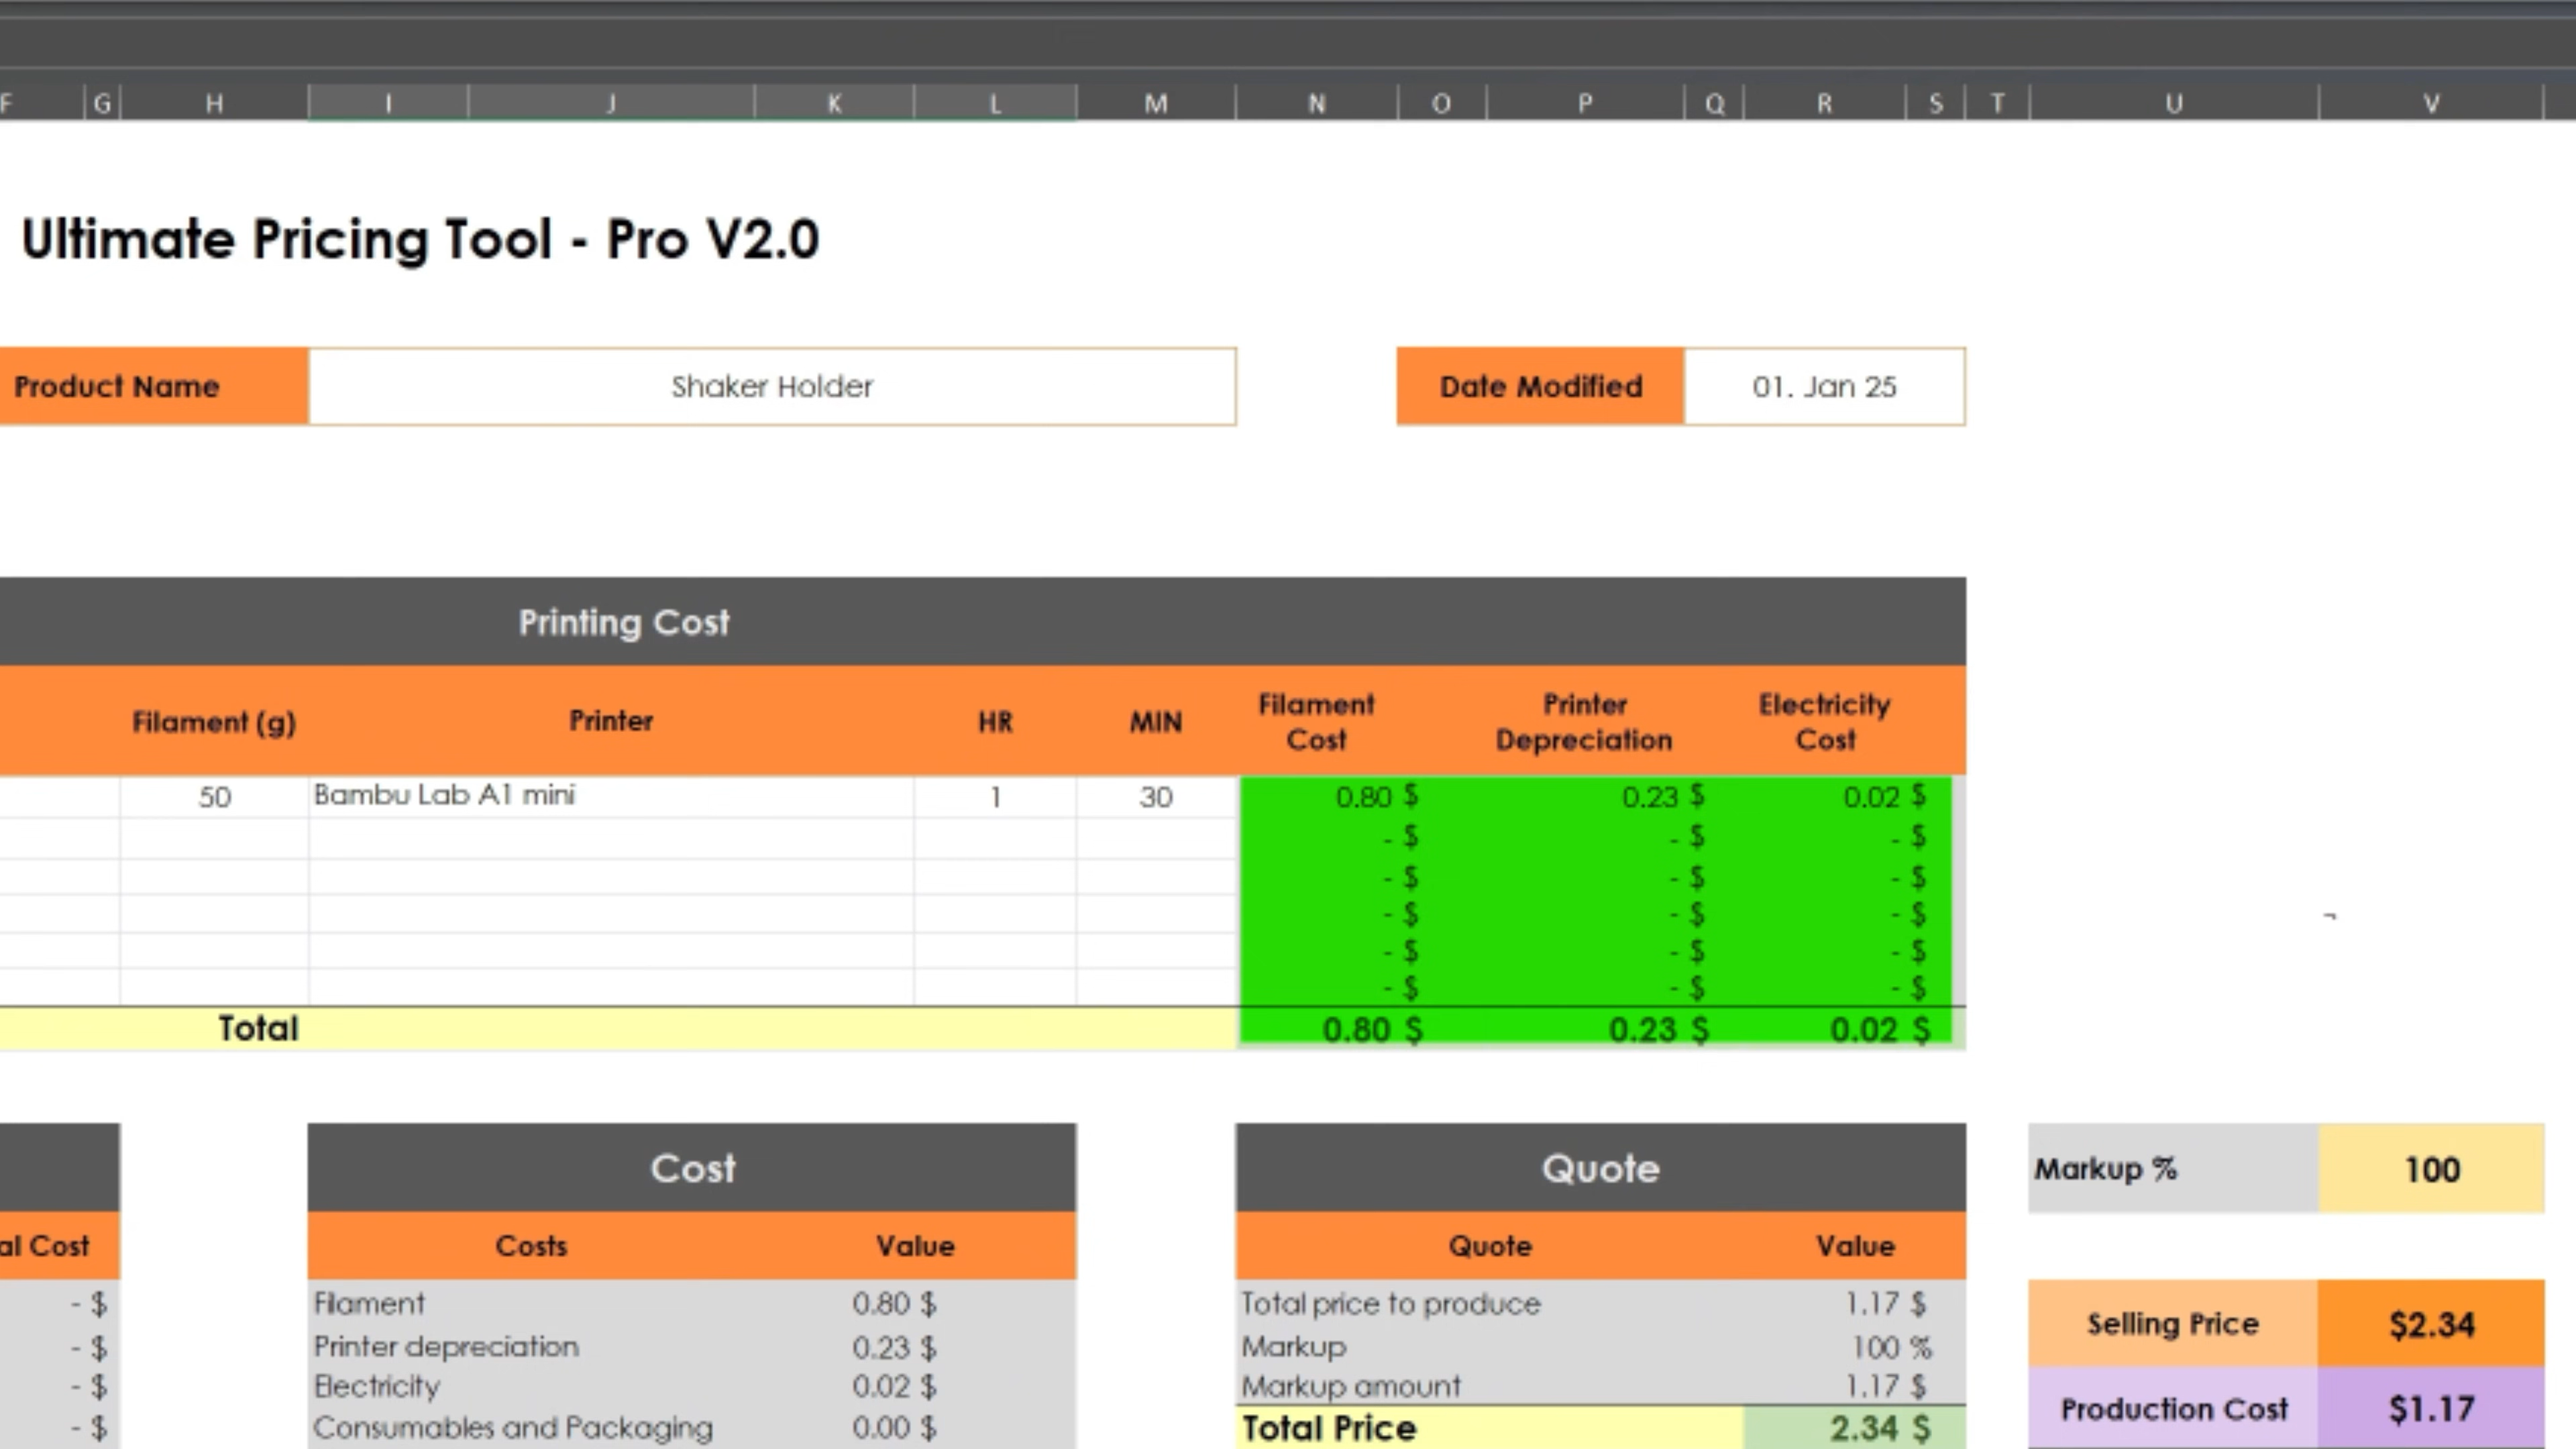 F G H I J K L M N O P Q R S T U V
Ultimate Pricing Tool - Pro V2.0
Product Name Shaker Holder Date Modified 01. Jan 25
Printing Cost
Filament (g) Printer HR MIN Filament Cost Printer Depreciation Electricity Cost
50 Bambu Lab A1 mini 1 30 0.80 $ 0.23 $ 0.02 $
- $ - $ - $
- $ - $ - $
- $ - $ - $
- $ - $ - $
- $ - $ - $
Total 0.80 $ 0.23 $ 0.02 $
Cost Quote Markup % 100
al Cost Costs Value Quote Value
- $ Filament 0.80 $ Total price to produce 1.17 $
- $ Printer depreciation 0.23 $ Markup 100 %
Selling Price $2.34
- $ Electricity 0.02 $ Markup amount 1.17 $
- $ Consumables and Packaging 0.00 $ Total Price 2.34 $
Production Cost $1.17